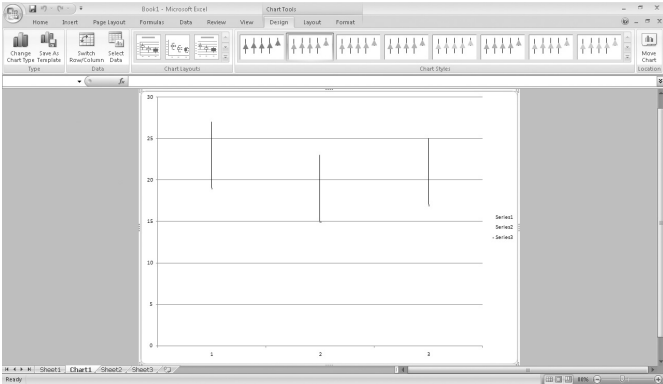 Book1 - Microsoft Excel
Chart Tools
Home Insert Page Layout Formulas Data Review View Design Layout Format
Change Chart Type
Save As Template
Switch Row/Column
Select Data
Move Chart
Type Data Chart Layouts Chart Styles Location
fx
30
25
20
15
10
5
0
1 2 3
Series1
Series2
Series3
Sheet1 Chart1 Sheet2 Sheet3
Ready
88%